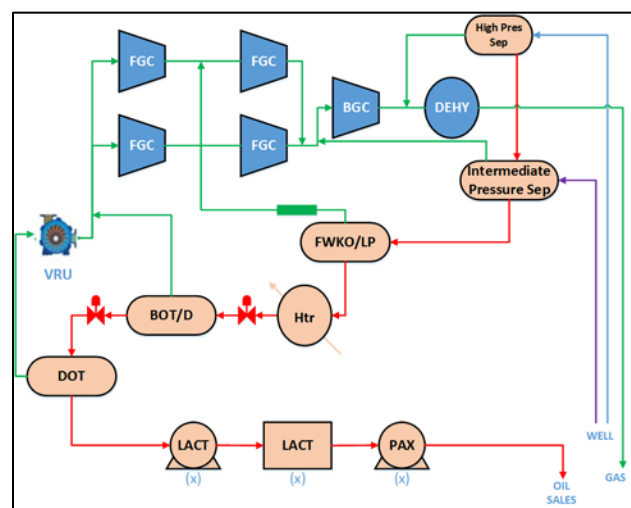 High Pres
Sep
FGC
FGC
BGC
DEHY
FGC
FGC
Intermediate
Pressure Sep
VRU
FWKO/LP
BOT/D
Htr
DOT
LACT
LACT
PAX
(x)
(x)
(x)
WELL
OIL
SALES
GAS